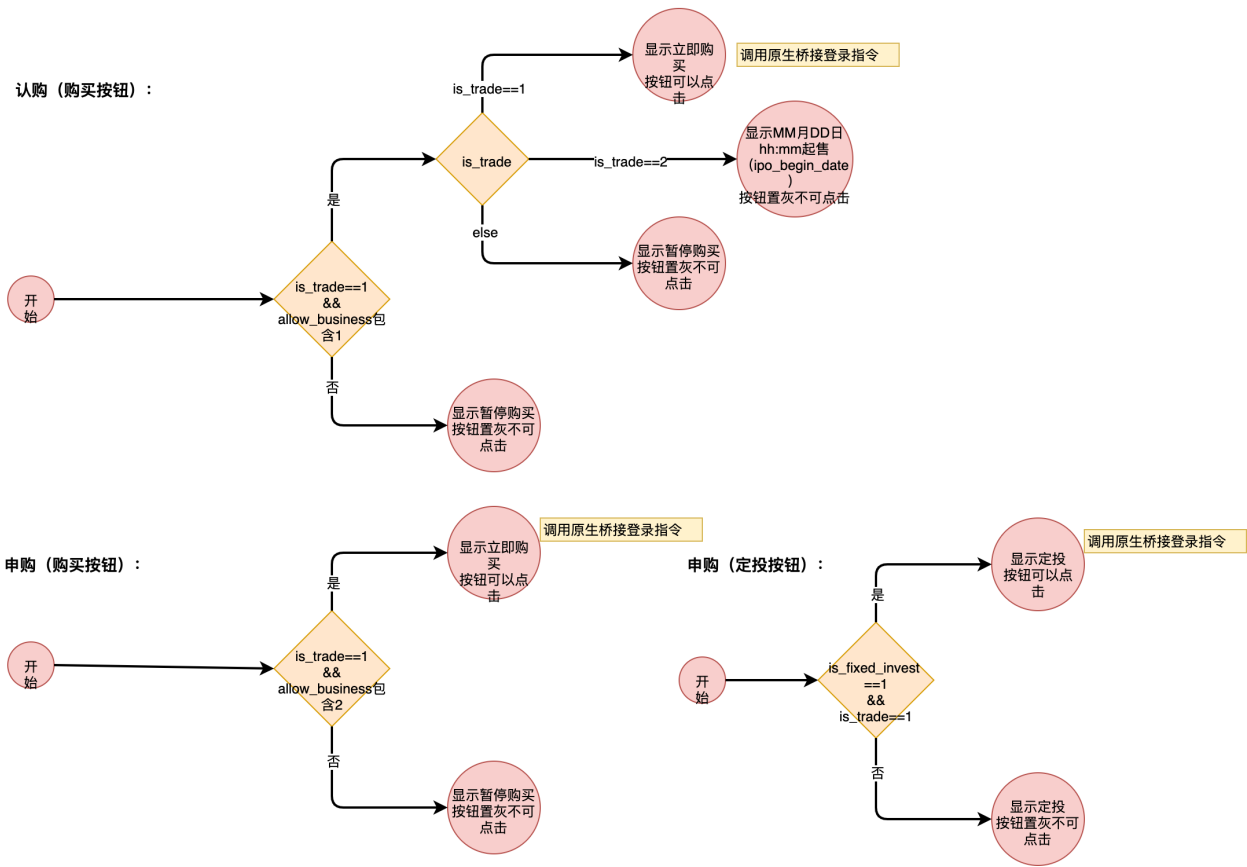 认购（购买按钮）：
开
始
is_trade==1
&&
allow_business包
含1
是
否
is_trade
is_trade==1
is_trade==2
else
显示立即购
买
按钮可以点
击
调用原生桥接登录指令
显示MM月DD日
hh:mm起售
（ipo_begin_date
）
按钮置灰不可点击
显示暂停购买
按钮置灰不可
点击
显示暂停购买
按钮置灰不可
点击
申购（购买按钮）：
开
始
is_trade==1
&&
allow_business包
含2
是
否
显示立即购
买
按钮可以点
击
调用原生桥接登录指令
显示暂停购买
按钮置灰不可
点击
申购（定投按钮）：
开
始
is_fixed_invest
==1
&&
is_trade==1
是
否
显示定投
按钮可以点
击
调用原生桥接登录指令
显示定投
按钮置灰不可
点击